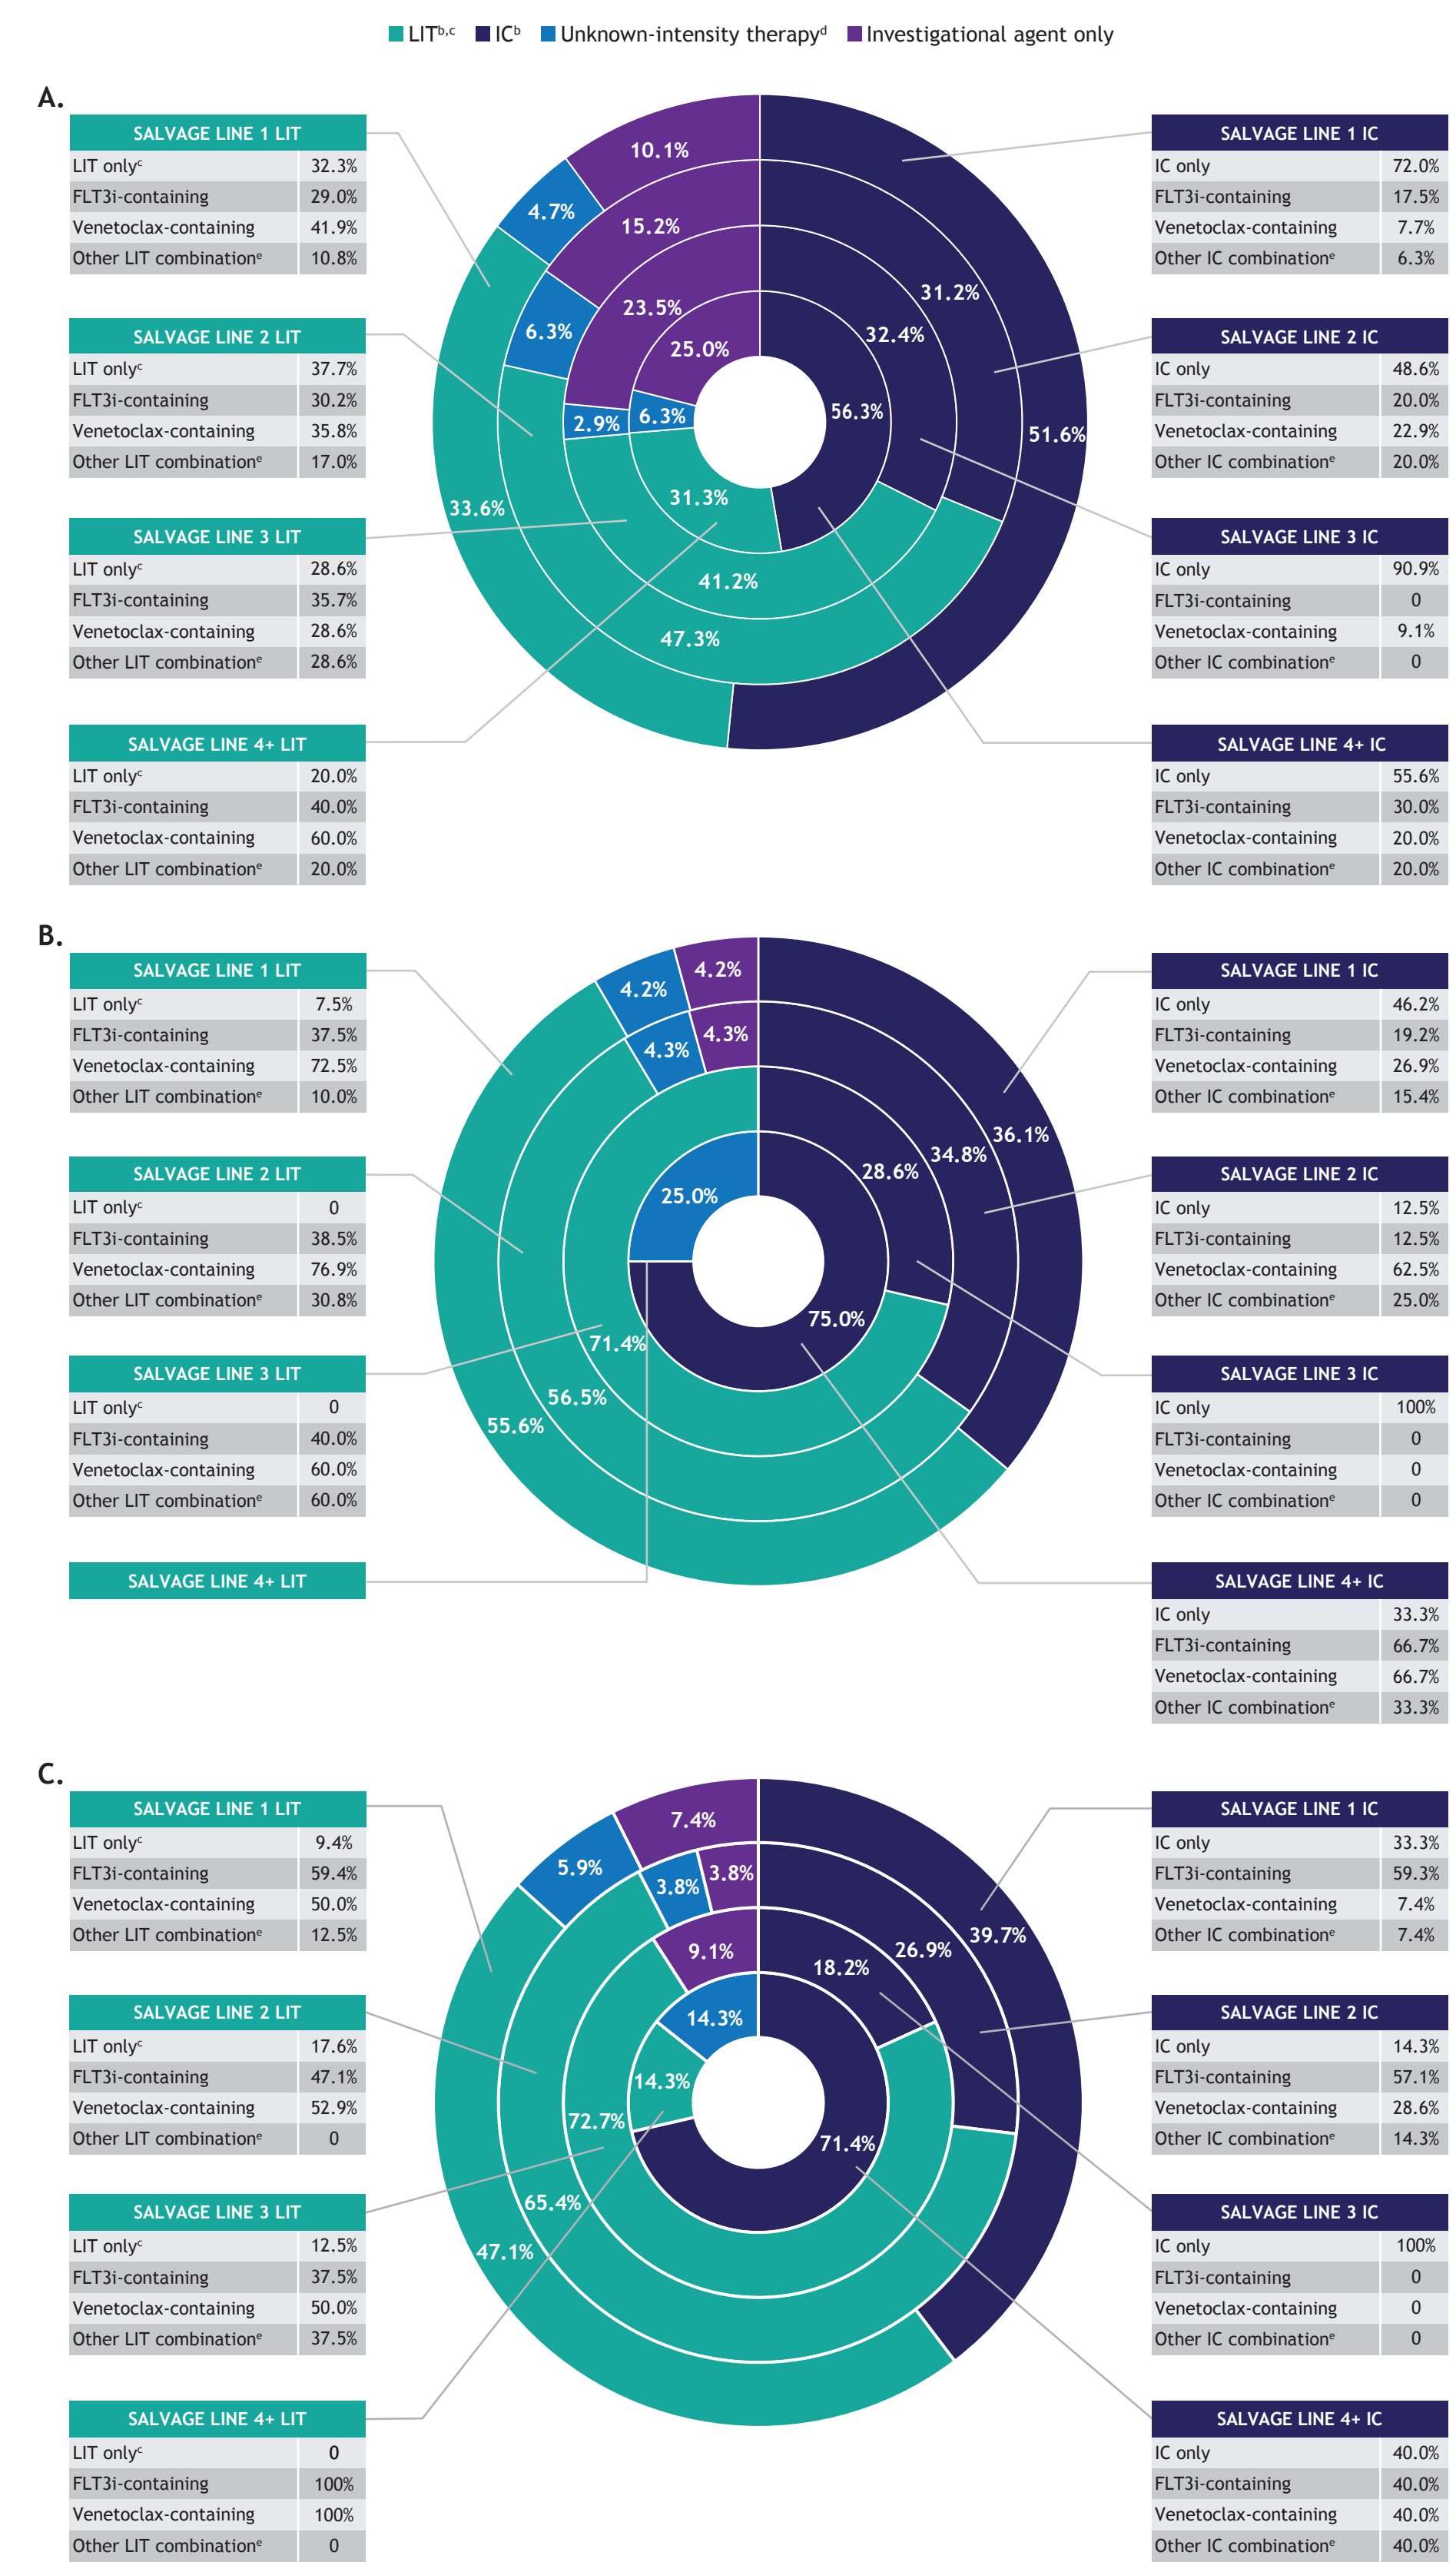 LITᵇ,ᶜ ICᵇ Unknown-intensity therapyᵈ Investigational agent only
A.
SALVAGE LINE 1 LIT
LIT onlyᶜ 32.3%
FLT3i-containing 29.0%
Venetoclax-containing 41.9%
Other LIT combinationᵉ 10.8%
SALVAGE LINE 2 LIT
LIT onlyᶜ 37.7%
FLT3i-containing 30.2%
Venetoclax-containing 35.8%
Other LIT combinationᵉ 17.0%
SALVAGE LINE 3 LIT
LIT onlyᶜ 28.6%
FLT3i-containing 35.7%
Venetoclax-containing 28.6%
Other LIT combinationᵉ 28.6%
SALVAGE LINE 4+ LIT
LIT onlyᶜ 20.0%
FLT3i-containing 40.0%
Venetoclax-containing 60.0%
Other LIT combinationᵉ 20.0%
10.1%
4.7%
15.2%
31.2%
23.5%
6.3%
32.4%
25.0%
56.3%
6.3%
2.9%
51.6%
31.3%
33.6%
41.2%
47.3%
SALVAGE LINE 1 IC
IC only 72.0%
FLT3i-containing 17.5%
Venetoclax-containing 7.7%
Other IC combinationᵉ 6.3%
SALVAGE LINE 2 IC
IC only 48.6%
FLT3i-containing 20.0%
Venetoclax-containing 22.9%
Other IC combinationᵉ 20.0%
SALVAGE LINE 3 IC
IC only 90.9%
FLT3i-containing 0
Venetoclax-containing 9.1%
Other IC combinationᵉ 0
SALVAGE LINE 4+ IC
IC only 55.6%
FLT3i-containing 30.0%
Venetoclax-containing 20.0%
Other IC combinationᵉ 20.0%
B.
SALVAGE LINE 1 LIT
LIT onlyᶜ 7.5%
FLT3i-containing 37.5%
Venetoclax-containing 72.5%
Other LIT combinationᵉ 10.0%
SALVAGE LINE 2 LIT
LIT onlyᶜ 0
FLT3i-containing 38.5%
Venetoclax-containing 76.9%
Other LIT combinationᵉ 30.8%
SALVAGE LINE 3 LIT
LIT onlyᶜ 0
FLT3i-containing 40.0%
Venetoclax-containing 60.0%
Other LIT combinationᵉ 60.0%
SALVAGE LINE 4+ LIT
4.2%
4.2%
4.3%
4.3%
36.1%
34.8%
28.6%
25.0%
75.0%
71.4%
56.5%
55.6%
SALVAGE LINE 1 IC
IC only 46.2%
FLT3i-containing 19.2%
Venetoclax-containing 26.9%
Other IC combinationᵉ 15.4%
SALVAGE LINE 2 IC
IC only 12.5%
FLT3i-containing 12.5%
Venetoclax-containing 62.5%
Other IC combinationᵉ 25.0%
SALVAGE LINE 3 IC
IC only 100%
FLT3i-containing 0
Venetoclax-containing 0
Other IC combinationᵉ 0
SALVAGE LINE 4+ IC
IC only 33.3%
FLT3i-containing 66.7%
Venetoclax-containing 66.7%
Other IC combinationᵉ 33.3%
C.
SALVAGE LINE 1 LIT
LIT onlyᶜ 9.4%
FLT3i-containing 59.4%
Venetoclax-containing 50.0%
Other LIT combinationᵉ 12.5%
SALVAGE LINE 2 LIT
LIT onlyᶜ 17.6%
FLT3i-containing 47.1%
Venetoclax-containing 52.9%
Other LIT combinationᵉ 0
SALVAGE LINE 3 LIT
LIT onlyᶜ 12.5%
FLT3i-containing 37.5%
Venetoclax-containing 50.0%
Other LIT combinationᵉ 37.5%
SALVAGE LINE 4+ LIT
LIT onlyᶜ 0
FLT3i-containing 100%
Venetoclax-containing 100%
Other LIT combinationᵉ 0
7.4%
5.9%
3.8%
3.8%
39.7%
26.9%
9.1%
18.2%
14.3%
14.3%
72.7%
71.4%
65.4%
47.1%
SALVAGE LINE 1 IC
IC only 33.3%
FLT3i-containing 59.3%
Venetoclax-containing 7.4%
Other IC combinationᵉ 7.4%
SALVAGE LINE 2 IC
IC only 14.3%
FLT3i-containing 57.1%
Venetoclax-containing 28.6%
Other IC combinationᵉ 14.3%
SALVAGE LINE 3 IC
IC only 100%
FLT3i-containing 0
Venetoclax-containing 0
Other IC combinationᵉ 0
SALVAGE LINE 4+ IC
IC only 40.0%
FLT3i-containing 40.0%
Venetoclax-containing 40.0%
Other IC combinationᵉ 40.0%